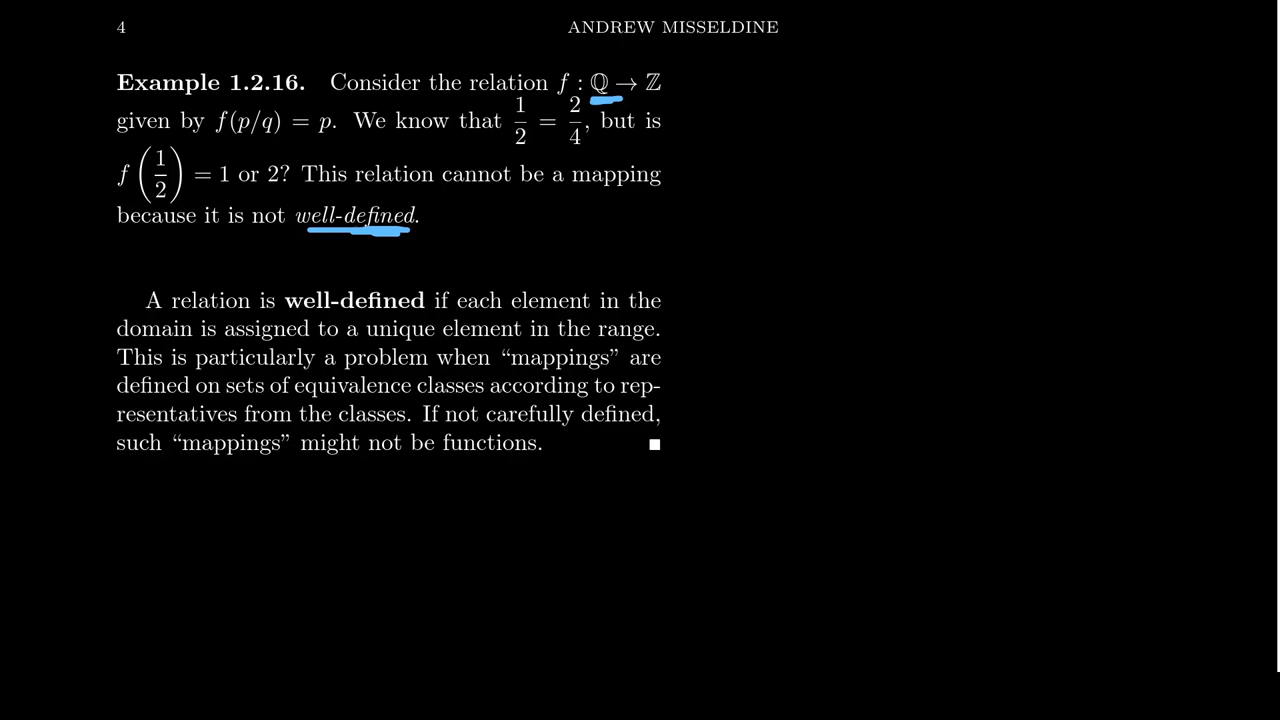 4 ANDREW MISSELDINE
Example 1.2.16. Consider the relation f : ℚ → ℤ
given by f(p/q) = p. We know that 1/2 = 2/4, but is
f(1/2) = 1 or 2? This relation cannot be a mapping
because it is not well-defined.
A relation is well-defined if each element in the
domain is assigned to a unique element in the range.
This is particularly a problem when “mappings” are
defined on sets of equivalence classes according to rep-
resentatives from the classes. If not carefully defined,
such “mappings” might not be functions. ■